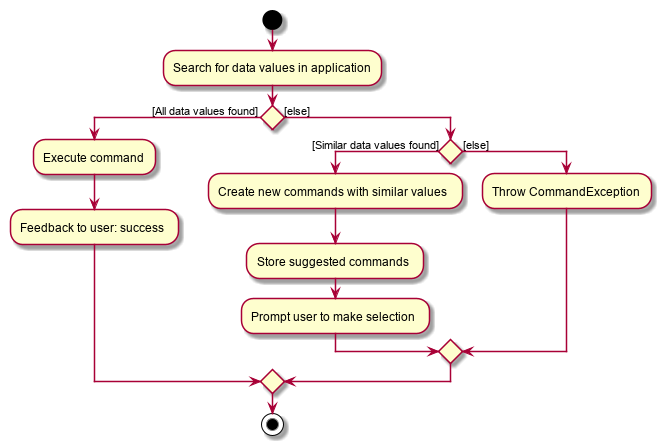 Search for data values in application
[All data values found]
[else]
Execute command
[Similar data values found]
[else]
Create new commands with similar values
Throw CommandException
Feedback to user: success
Store suggested commands
Prompt user to make selection